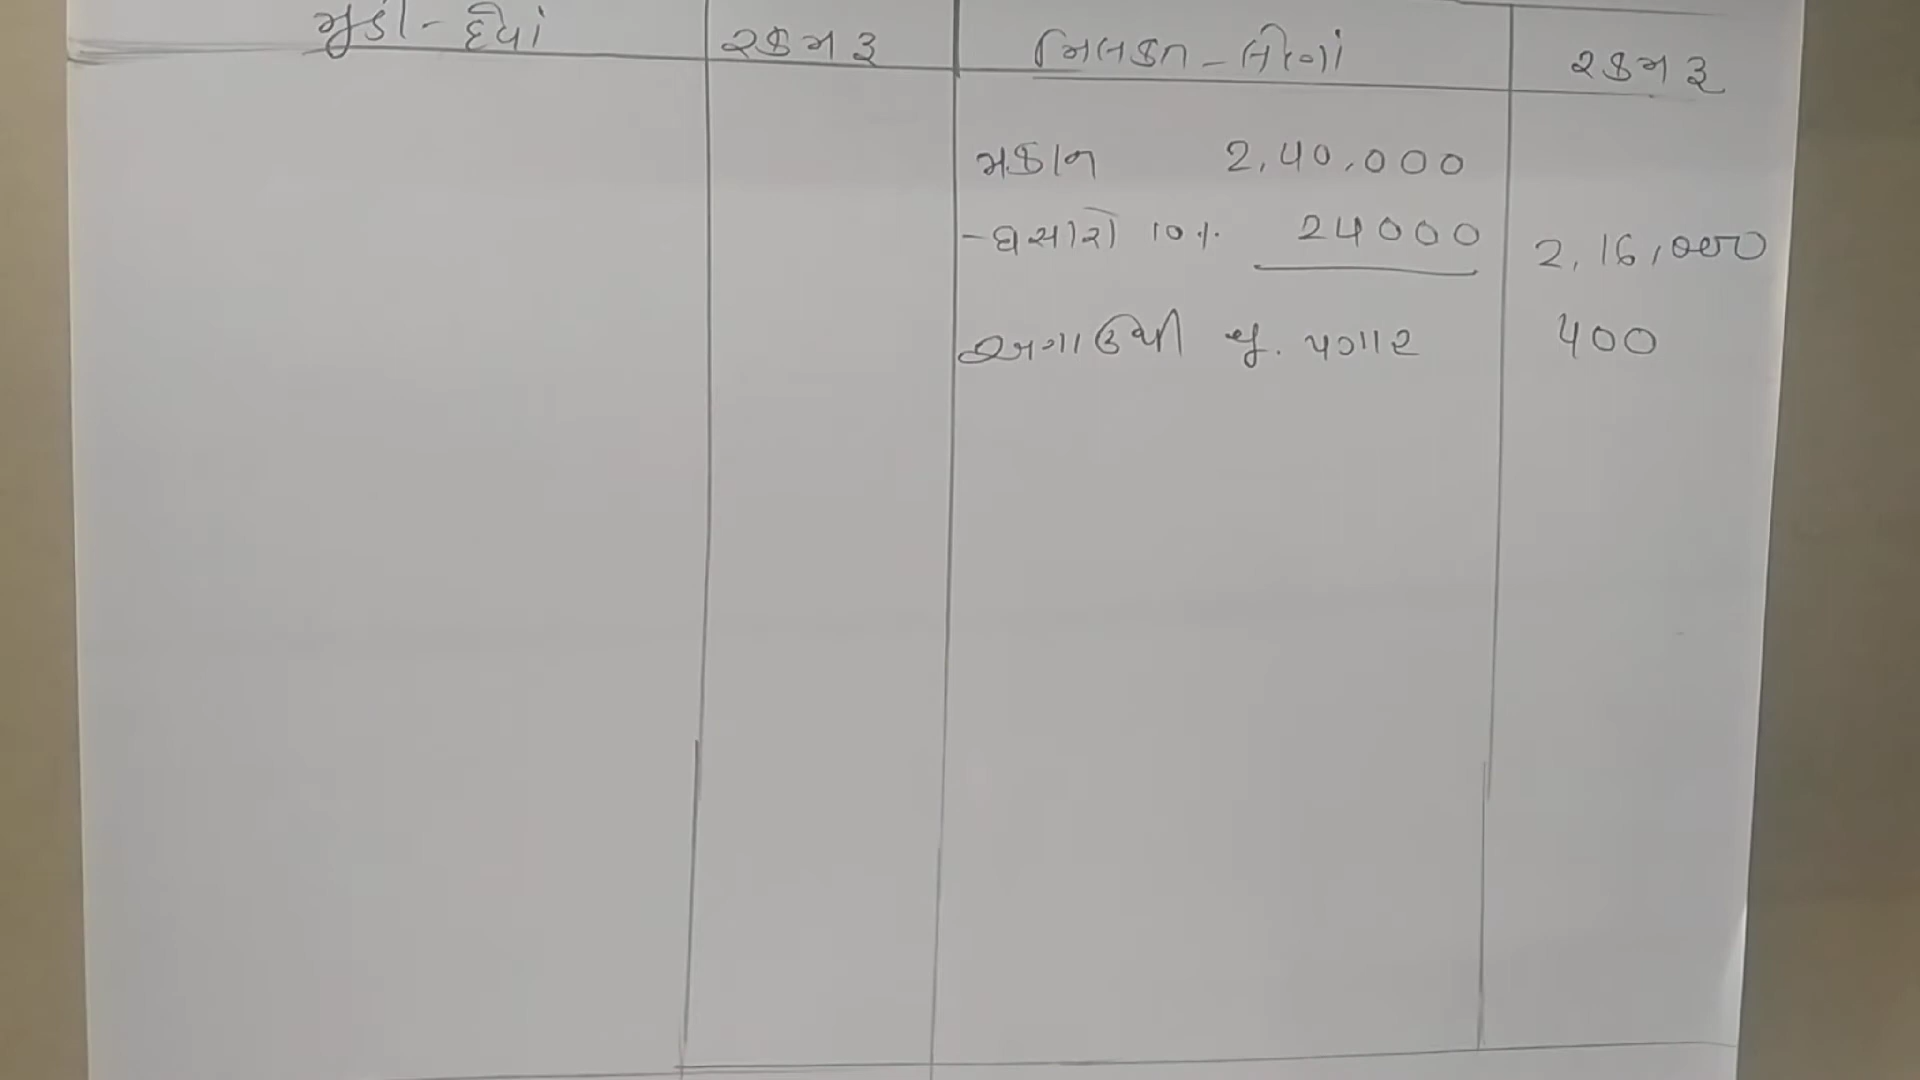 મુડી - દેવાં રકમ રૂ મિલકત - લેણાં રકમ રૂ
મકાન 2,40,000
- ઘસારો 10% 24000 2,16,000
અગાઉથી ચુ. પગાર 400